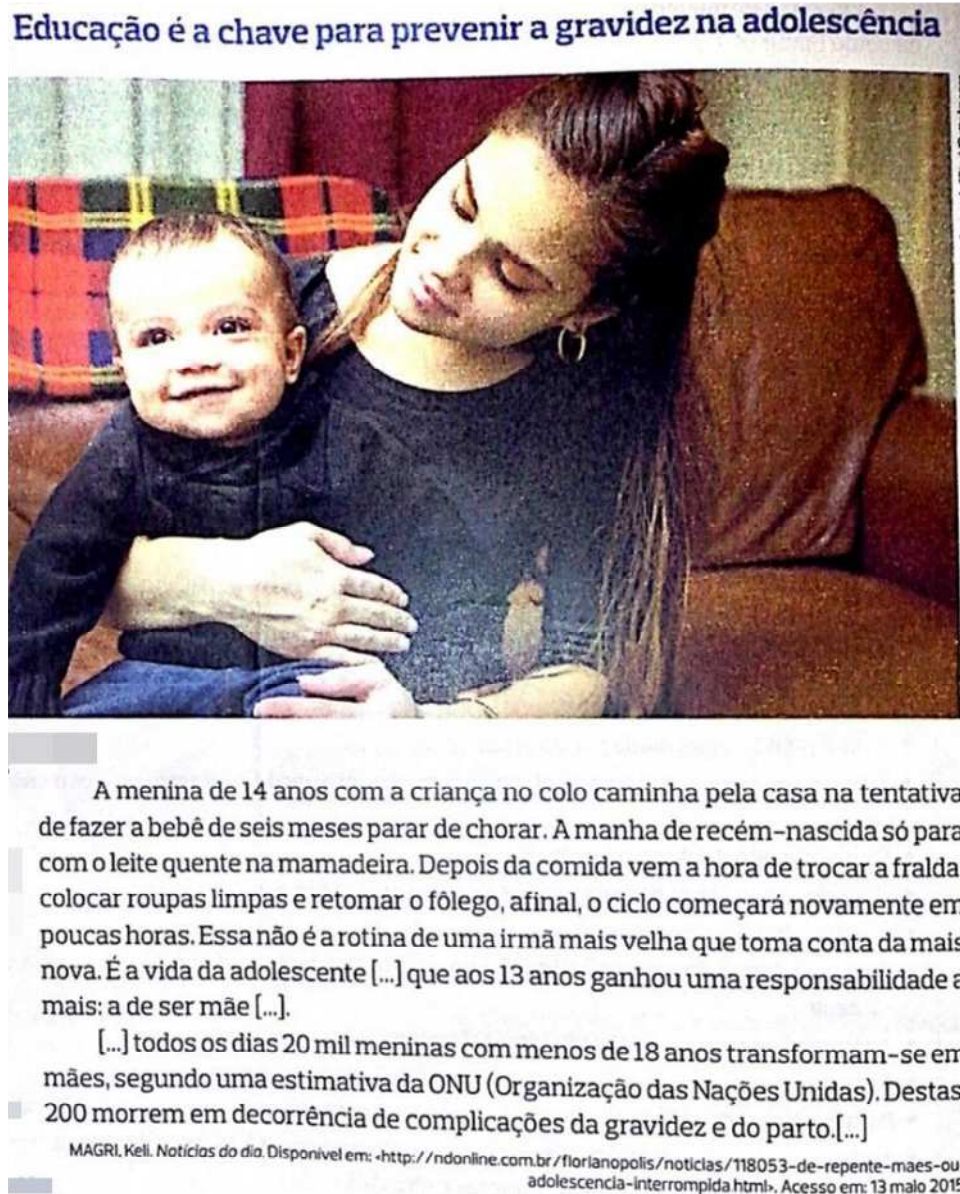 Educação é a chave para prevenir a gravidez na adolescência
A menina de 14 anos com a criança no colo caminha pela casa na tentativa
de fazer a bebê de seis meses parar de chorar. A manha de recém-nascida só para
com o leite quente na mamadeira. Depois da comida vem a hora de trocar a fralda
colocar roupas limpas e retomar o fôlego, afinal, o ciclo começará novamente em
poucas horas. Essa não é a rotina de uma irmã mais velha que toma conta da mais
nova. É a vida da adolescente [...] que aos 13 anos ganhou uma responsabilidade a
mais: a de ser mãe [...].
[...] todos os dias 20 mil meninas com menos de 18 anos transformam-se em
mães, segundo uma estimativa da ONU (Organização das Nações Unidas). Destas
200 morrem em decorrência de complicações da gravidez e do parto.[...]
MAGRI, Keli. Notícias do dia. Disponível em: <http://ndonline.com.br/florianopolis/noticias/118053-de-repente-maes-ou
adolescencia-interrompida.html>. Acesso em: 13 maio 2015